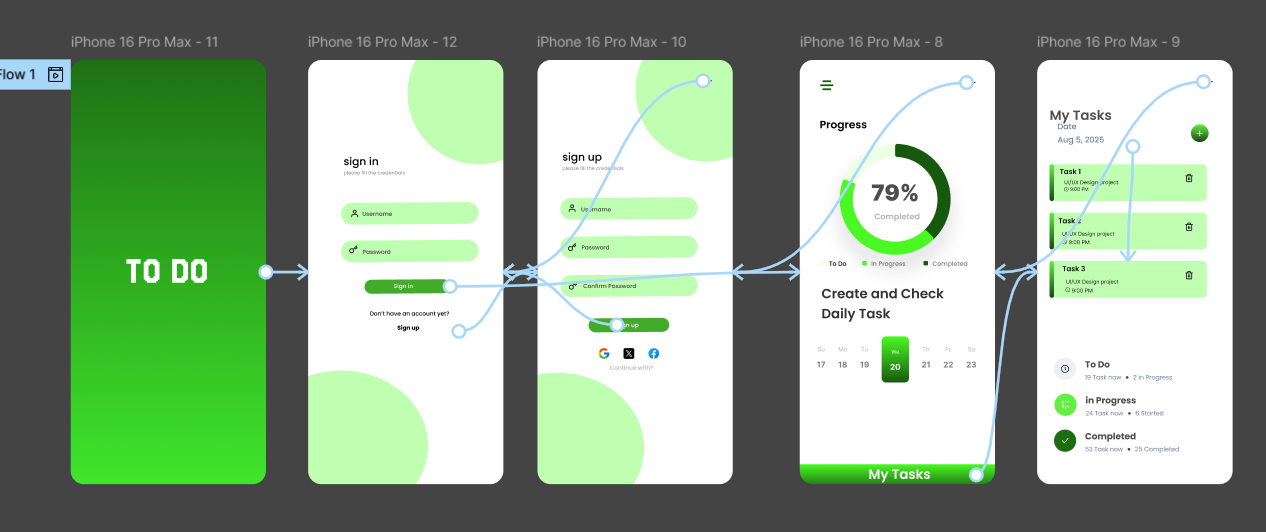 iPhone 16 Pro Max - 11
iPhone 16 Pro Max - 12
iPhone 16 Pro Max - 10
iPhone 16 Pro Max - 8
iPhone 16 Pro Max - 9
Flow 1
TO DO
sign in
please fill the credentials
Username
Password
Sign in
Don't have an account yet?
Sign up
sign up
please fill the credentials
Username
Password
Confirm Password
up
Continue with?
Progress
79%
Completed
To Do
In Progress
Completed
Create and Check
Daily Task
Su Mo Tu We Th Fr Sa
17 18 19 20 21 22 23
My Tasks
My Tasks
Date
Aug 5, 2025
Task 1
UI/UX Design project
9:00 PM
Task 2
UI/UX Design project
9:00 PM
Task 3
UI/UX Design project
9:00 PM
To Do
19 Task now • 2 In Progress
in Progress
24 Task now • 6 Started
Completed
53 Task now • 25 Completed